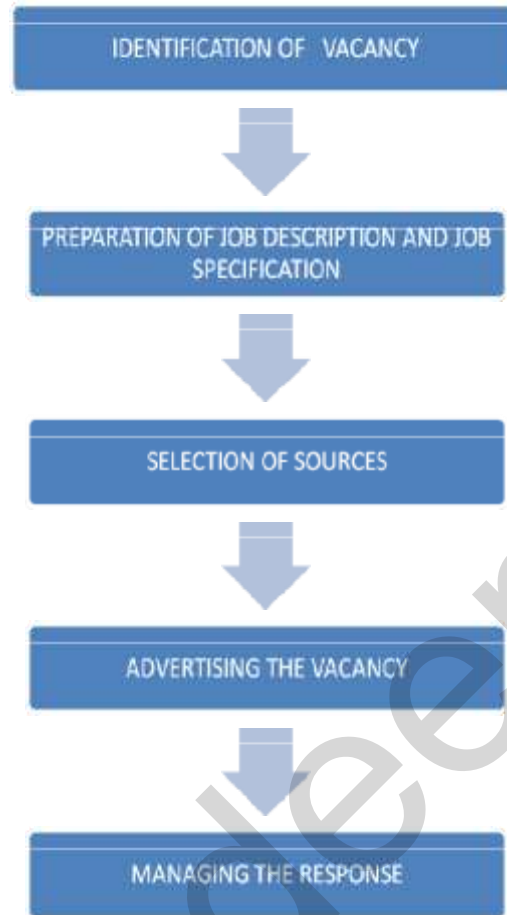 IDENTIFICATION OF VACANCY
PREPARATION OF JOB DESCRIPTION AND JOB
SPECIFICATION
SELECTION OF SOURCES
ADVERTISING THE VACANCY
MANAGING THE RESPONSE